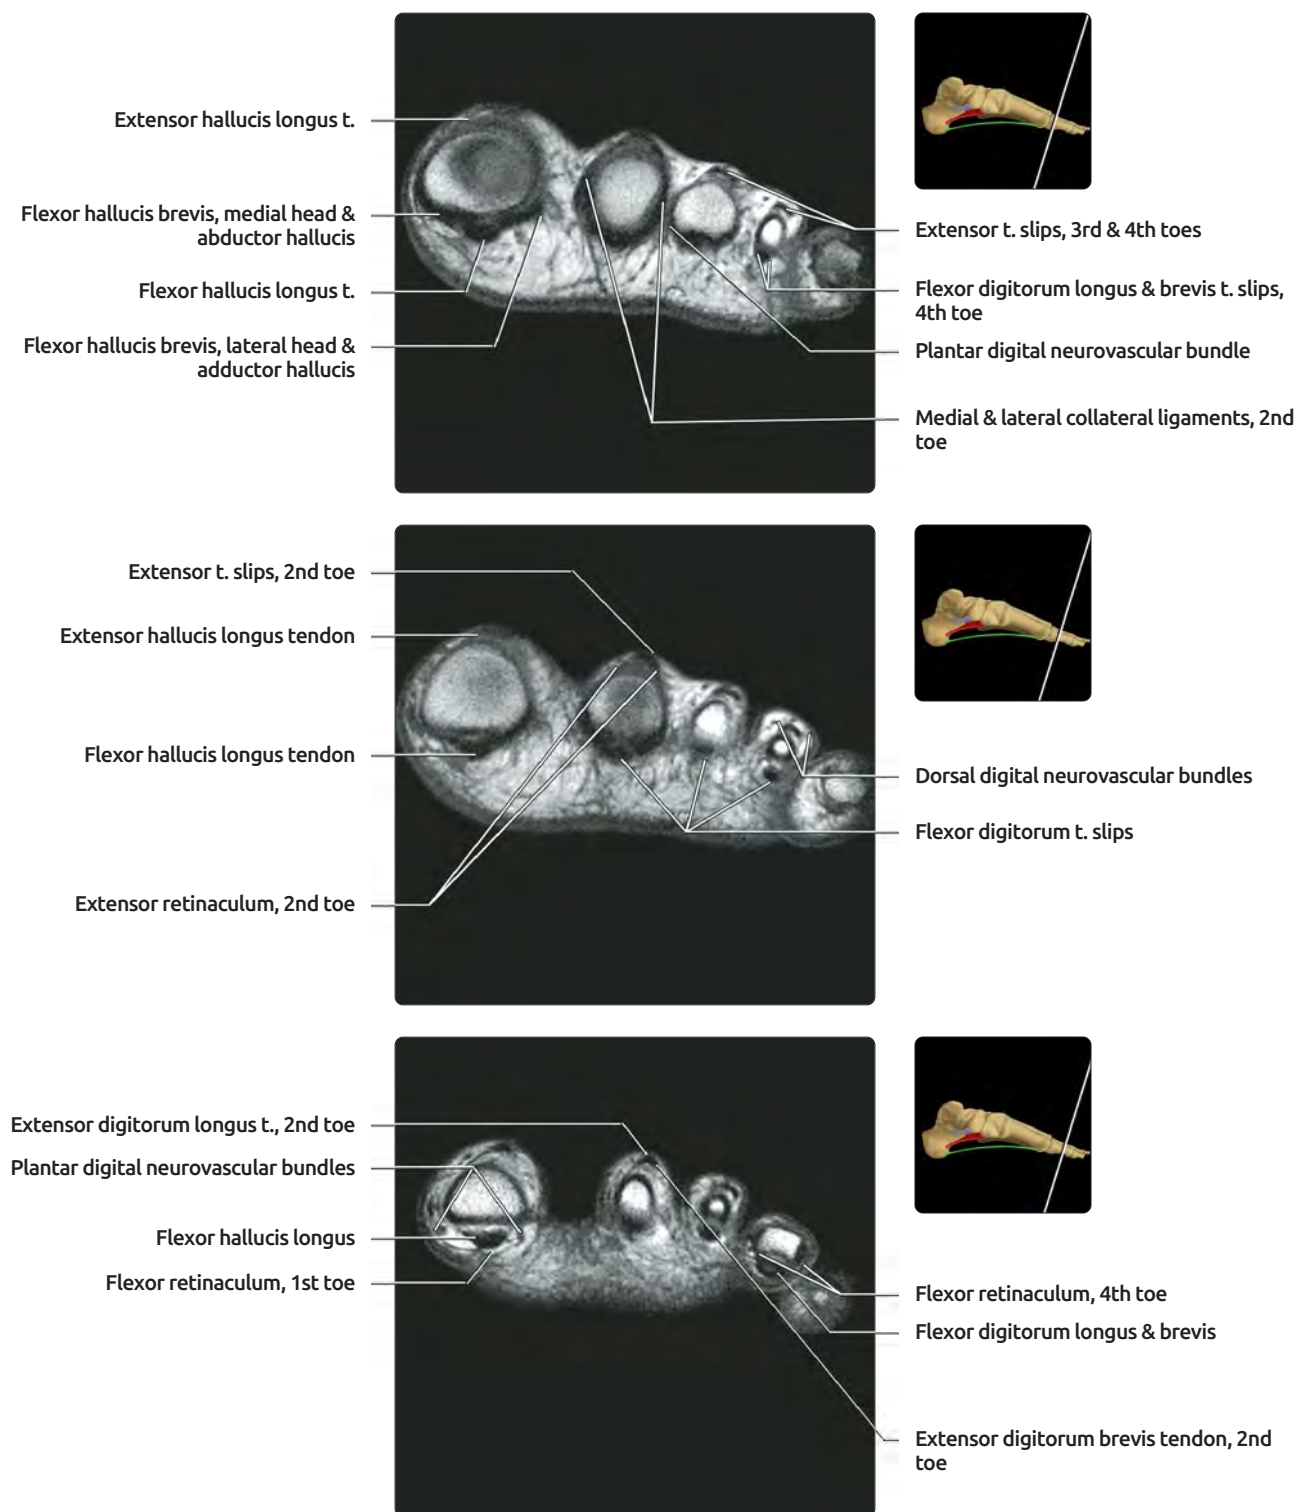 Extensor hallucis longus t.
Flexor hallucis brevis, medial head &
abductor hallucis
Flexor hallucis longus t.
Flexor hallucis brevis, lateral head &
adductor hallucis
Extensor t. slips, 3rd & 4th toes
Flexor digitorum longus & brevis t. slips,
4th toe
Plantar digital neurovascular bundle
Medial & lateral collateral ligaments, 2nd
toe
Extensor t. slips, 2nd toe
Extensor hallucis longus tendon
Flexor hallucis longus tendon
Extensor retinaculum, 2nd toe
Dorsal digital neurovascular bundles
Flexor digitorum t. slips
Extensor digitorum longus t., 2nd toe
Plantar digital neurovascular bundles
Flexor hallucis longus
Flexor retinaculum, 1st toe
Flexor retinaculum, 4th toe
Flexor digitorum longus & brevis
Extensor digitorum brevis tendon, 2nd
toe